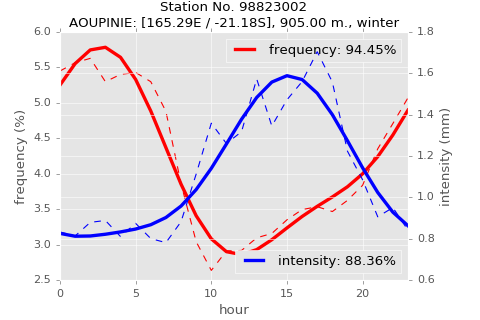 Station No. 98823002
AOUPINIE: [165.29E / -21.18S], 905.00 m., winter
6.0
5.5
5.0
4.5
4.0
3.5
3.0
2.5
frequency (%)
1.8
1.6
1.4
1.2
1.0
0.8
0.6
intensity (mm)
frequency: 94.45%
intensity: 88.36%
0 5 10 15 20
hour